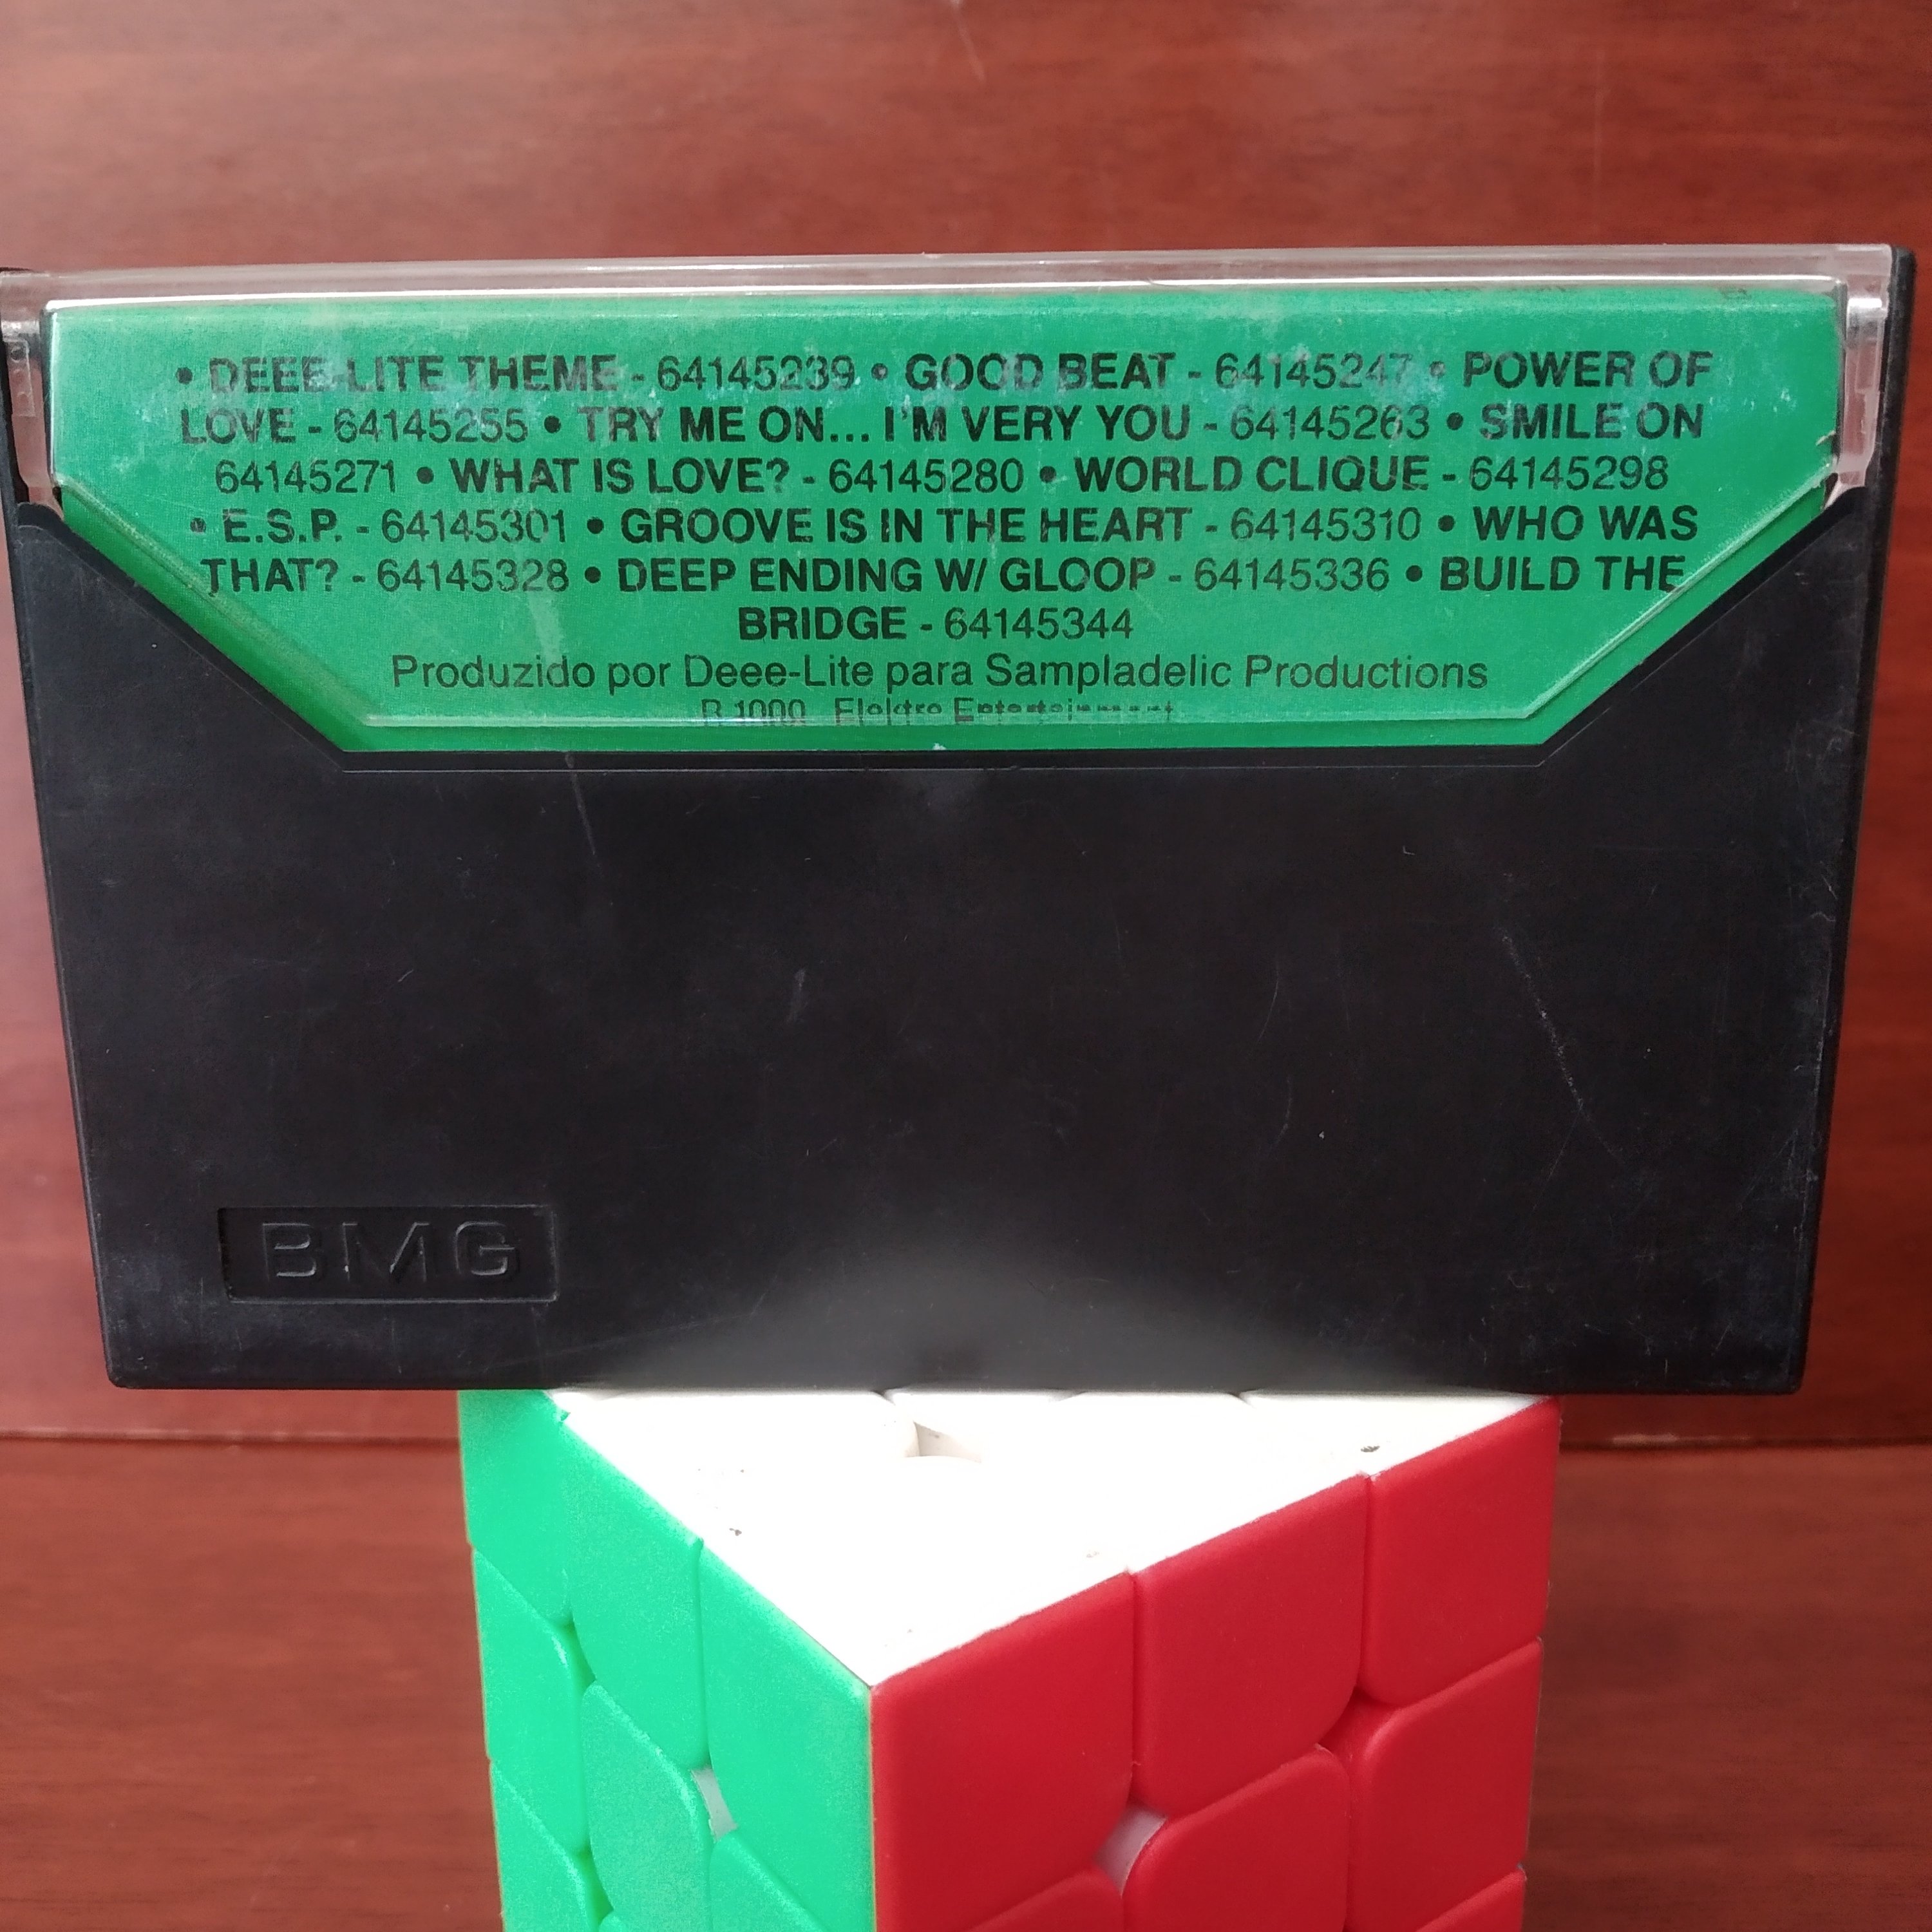 • DEEE-LITE THEME - 64145239 • GOOD BEAT - 64145247 • POWER OF
LOVE - 64145255 • TRY ME ON... I'M VERY YOU - 64145263 • SMILE ON
64145271 • WHAT IS LOVE? - 64145280 • WORLD CLIQUE - 64145298
• E.S.P. - 64145301 • GROOVE IS IN THE HEART - 64145310 • WHO WAS
THAT? - 64145328 • DEEP ENDING W/ GLOOP - 64145336 • BUILD THE
BRIDGE - 64145344
Produzido por Deee-Lite para Sampladelic Productions
Elektra Entertainment
BMG